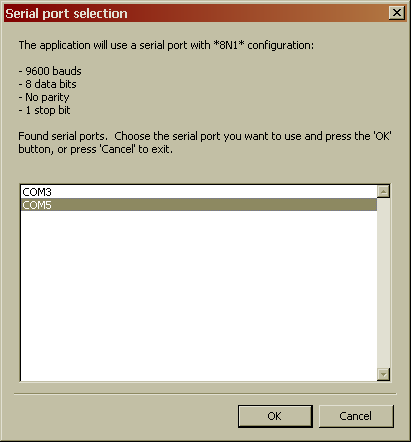 Serial port selection
The application will use a serial port with *8N1* configuration:
- 9600 bauds
- 8 data bits
- No parity
- 1 stop bit
Found serial ports.  Choose the serial port you want to use and press the 'OK'
button, or press 'Cancel' to exit.
COM3
COM5
OK
Cancel